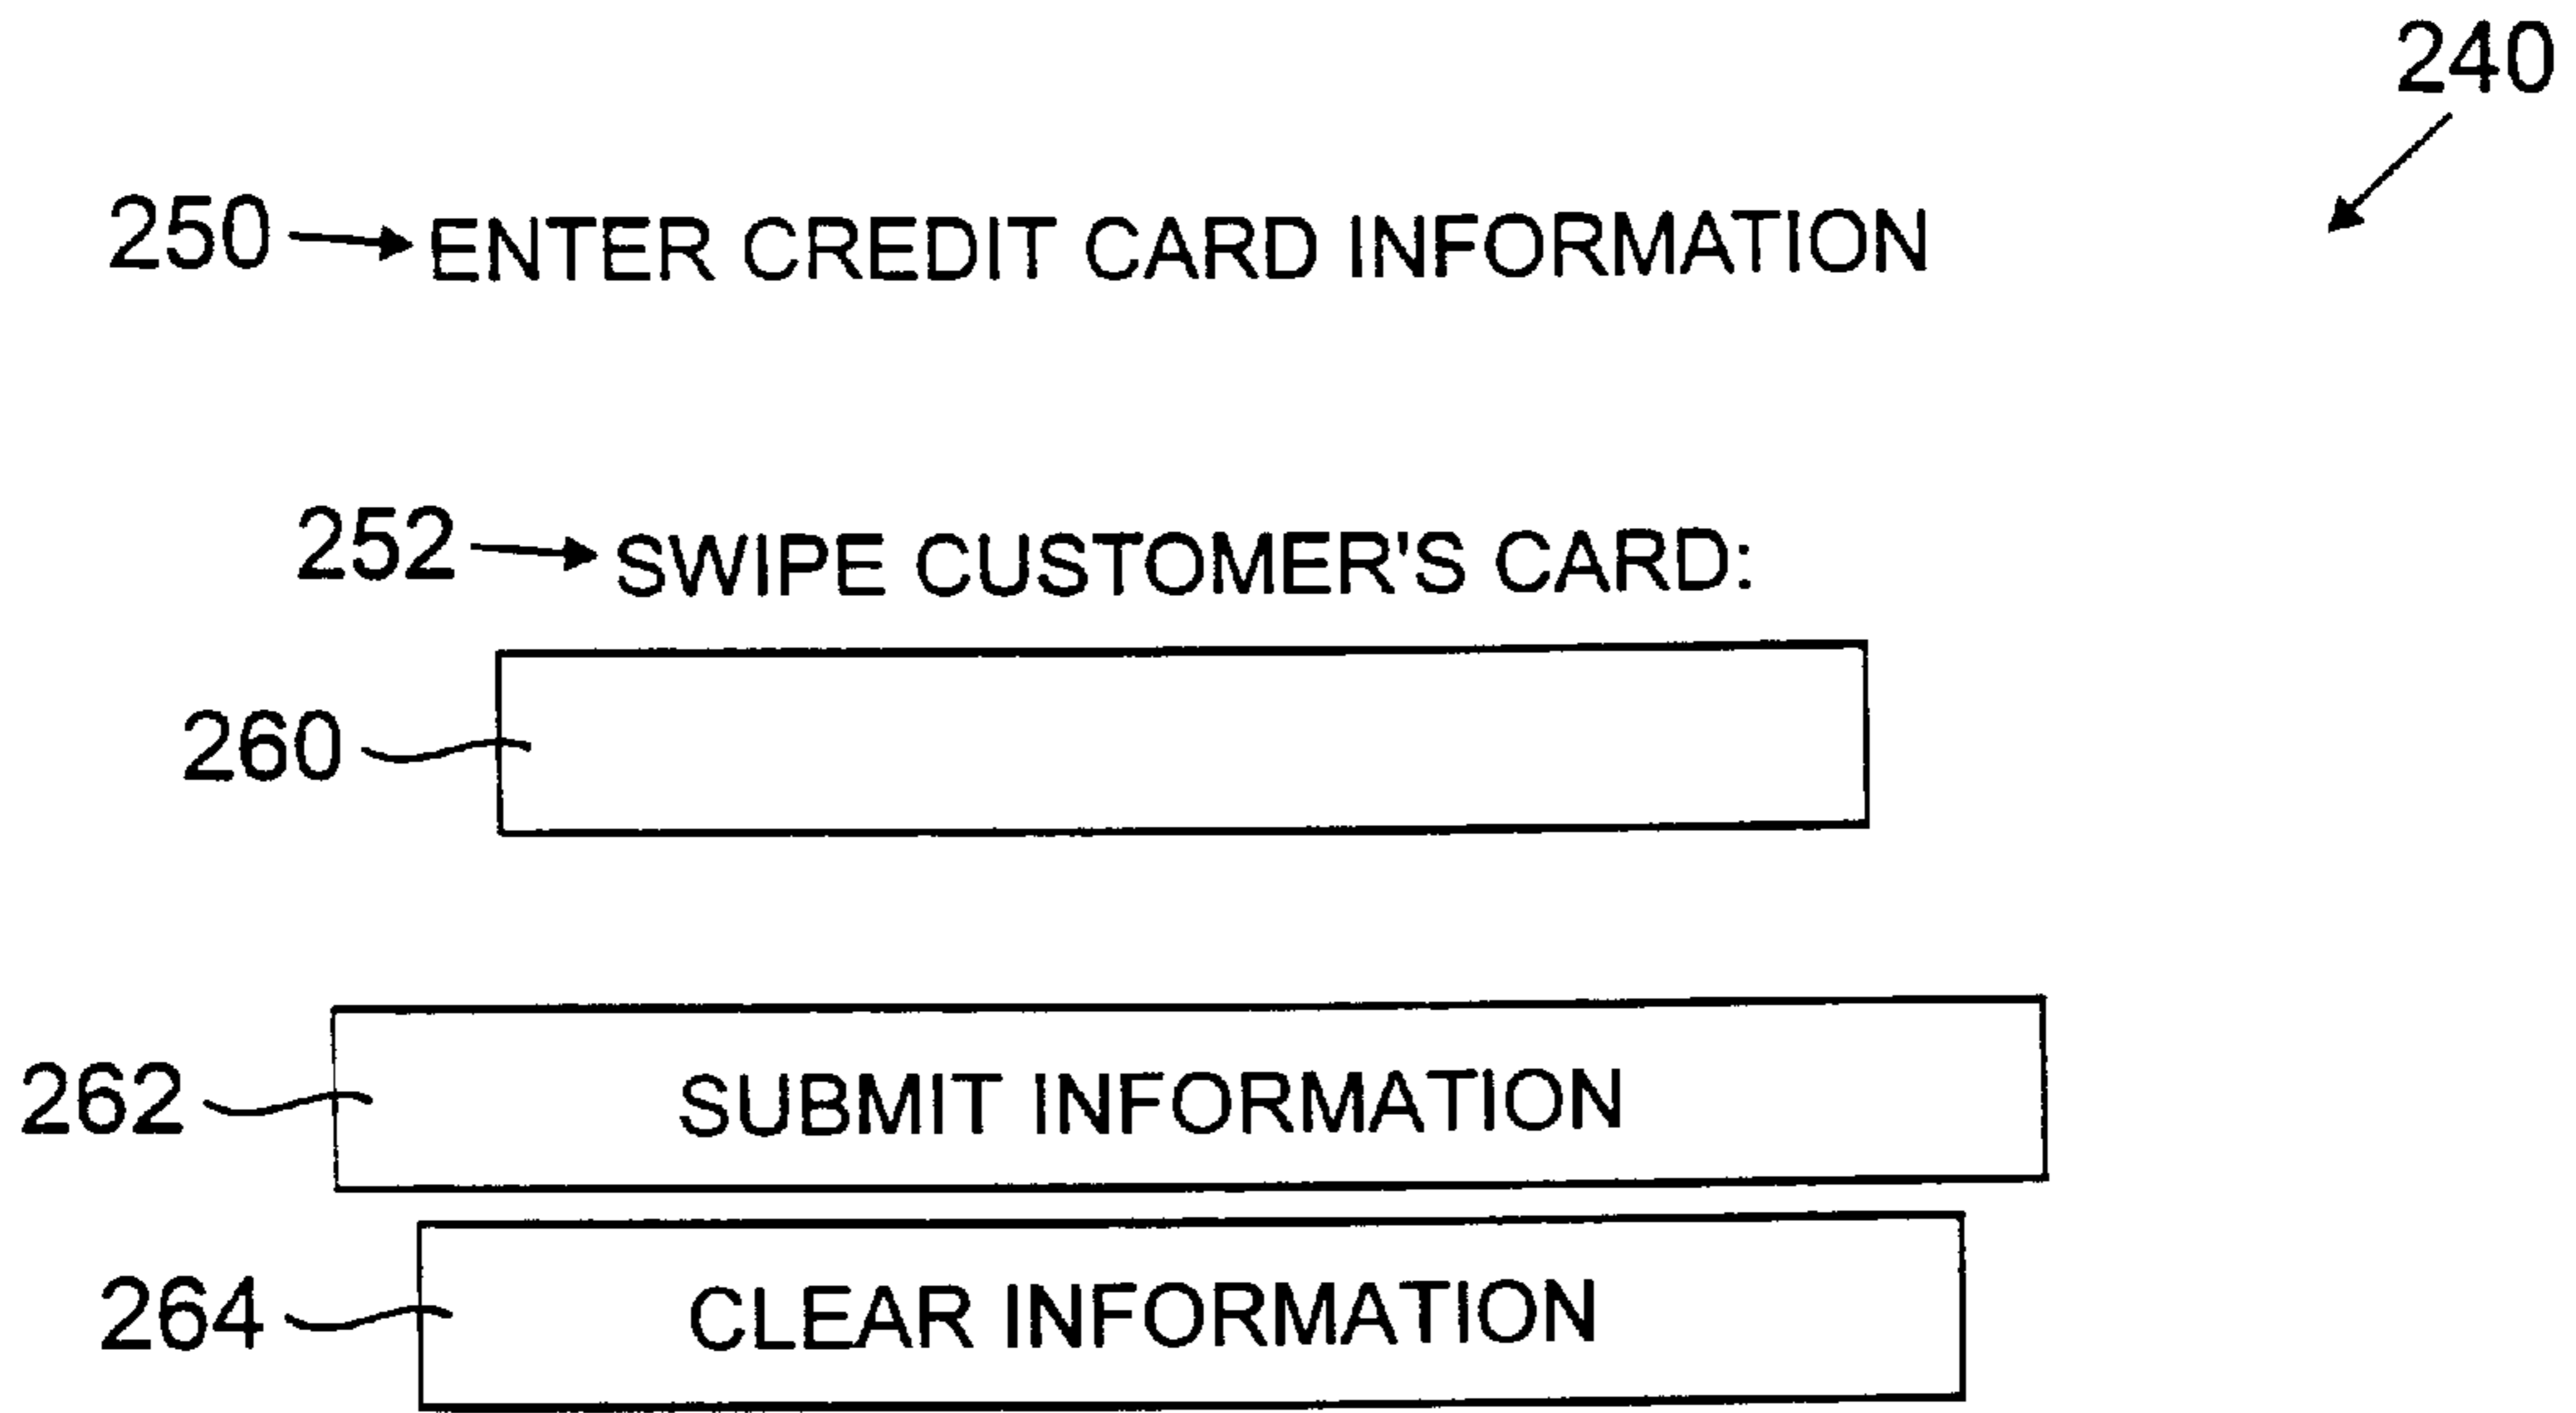 240
250 ENTER CREDIT CARD INFORMATION
252 SWIPE CUSTOMER'S CARD:
260
262 SUBMIT INFORMATION
264 CLEAR INFORMATION